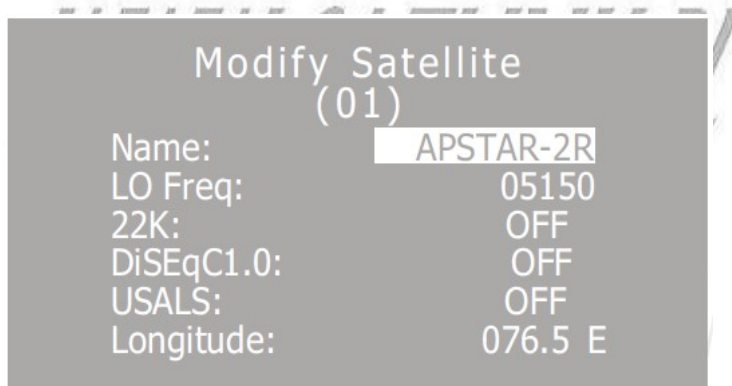 Modify Satellite
(01)
Name: APSTAR-2R
LO Freq: 05150
22K: OFF
DiSEqC1.0: OFF
USALS: OFF
Longitude: 076.5 E